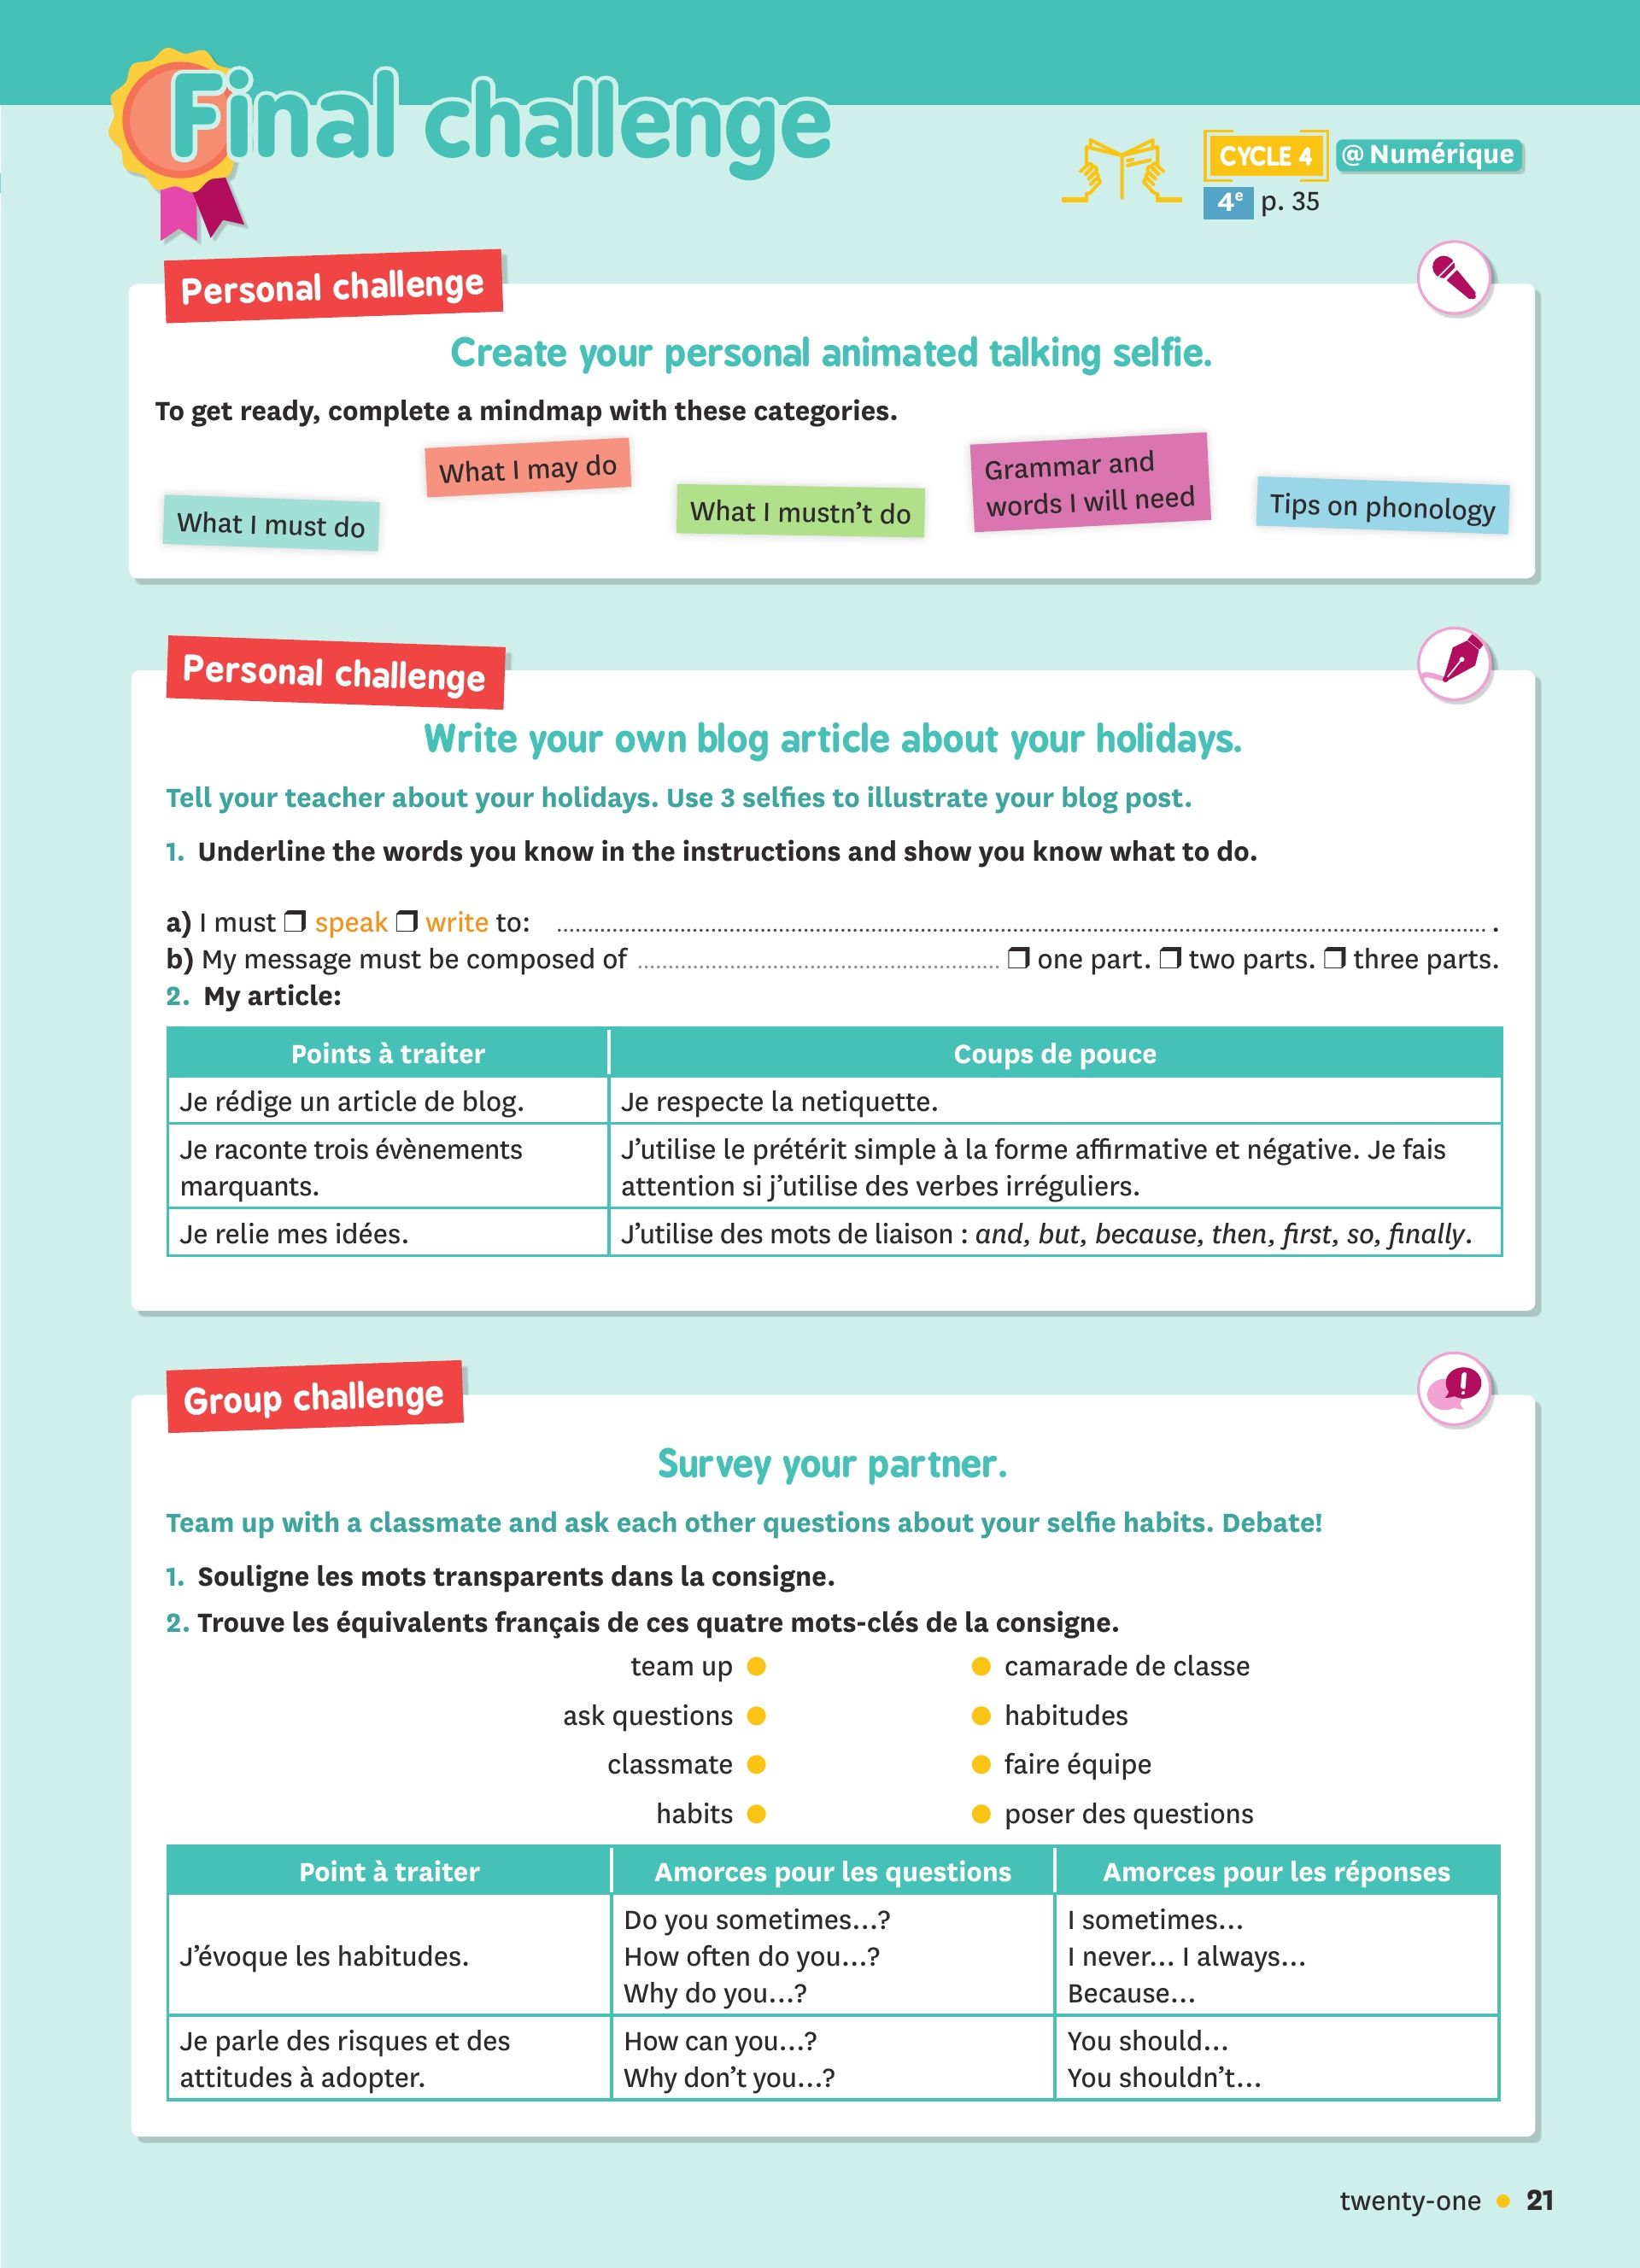 Final challenge
CYCLE 4 @ Numérique
4e p. 35
Personal challenge
Create your personal animated talking selfie.
To get ready, complete a mindmap with these categories.
What I must do
What I may do
What I mustn't do
Grammar and
words I will need
Tips on phonology
Personal challenge
Write your own blog article about your holidays.
Tell your teacher about your holidays. Use 3 selfies to illustrate your blog post.
1. Underline the words you know in the instructions and show you know what to do.
a) I must ❐ speak ❐ write to: .............................................................................................................. .
b) My message must be composed of ........................................... ❐ one part. ❐ two parts. ❐ three parts.
2. My article:
Points à traiter Coups de pouce
Je rédige un article de blog. Je respecte la netiquette.
Je raconte trois évènements
marquants.
J'utilise le prétérit simple à la forme affirmative et négative. Je fais
attention si j'utilise des verbes irréguliers.
Je relie mes idées. J'utilise des mots de liaison : and, but, because, then, first, so, finally.
Group challenge
Survey your partner.
Team up with a classmate and ask each other questions about your selfie habits. Debate!
1. Souligne les mots transparents dans la consigne.
2. Trouve les équivalents français de ces quatre mots-clés de la consigne.
team up ● ● camarade de classe
ask questions ● ● habitudes
classmate ● ● faire équipe
habits ● ● poser des questions
Point à traiter Amorces pour les questions Amorces pour les réponses
J'évoque les habitudes.
Do you sometimes...?
How often do you...?
Why do you...?
I sometimes...
I never... I always...
Because...
Je parle des risques et des
attitudes à adopter.
How can you...?
Why don't you...?
You should...
You shouldn't...
twenty-one ● 21